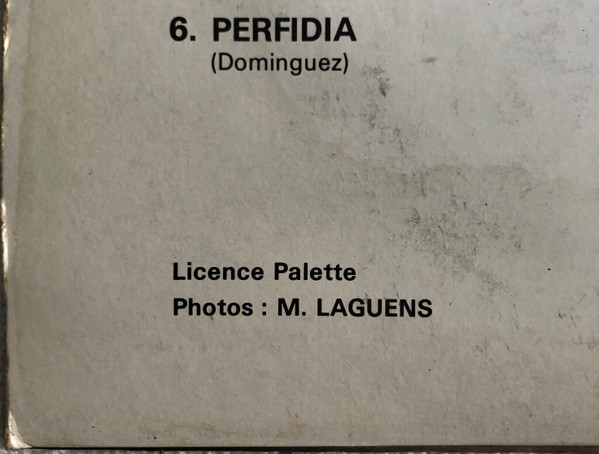 6. PERFIDIA
(Dominguez)
Licence Palette
Photos : M. LAGUENS